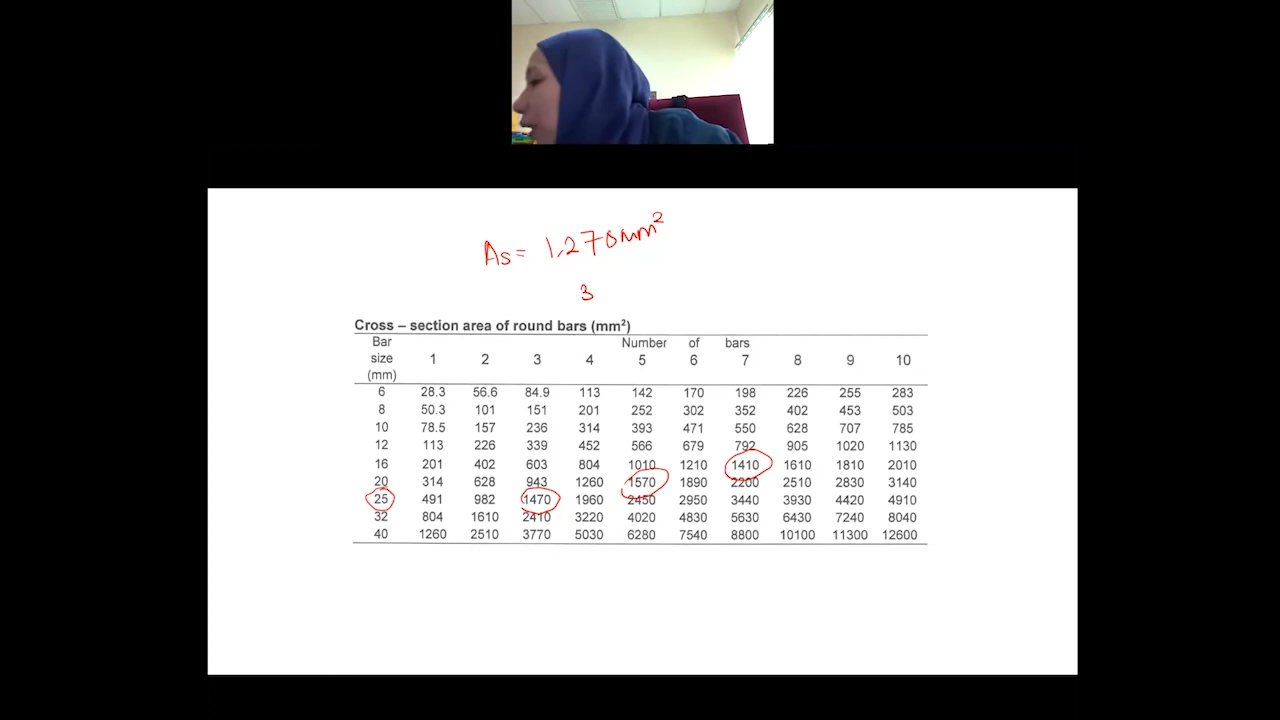 As = 1,270mm²
3
Cross – section area of round bars (mm²)
Bar size (mm) Number of bars
1 2 3 4 5 6 7 8 9 10
6 28.3 56.6 84.9 113 142 170 198 226 255 283
8 50.3 101 151 201 252 302 352 402 453 503
10 78.5 157 236 314 393 471 550 628 707 785
12 113 226 339 452 566 679 792 905 1020 1130
16 201 402 603 804 1010 1210 1410 1610 1810 2010
20 314 628 943 1260 1570 1890 2200 2510 2830 3140
25 491 982 1470 1960 2450 2950 3440 3930 4420 4910
32 804 1610 2410 3220 4020 4830 5630 6430 7240 8040
40 1260 2510 3770 5030 6280 7540 8800 10100 11300 12600